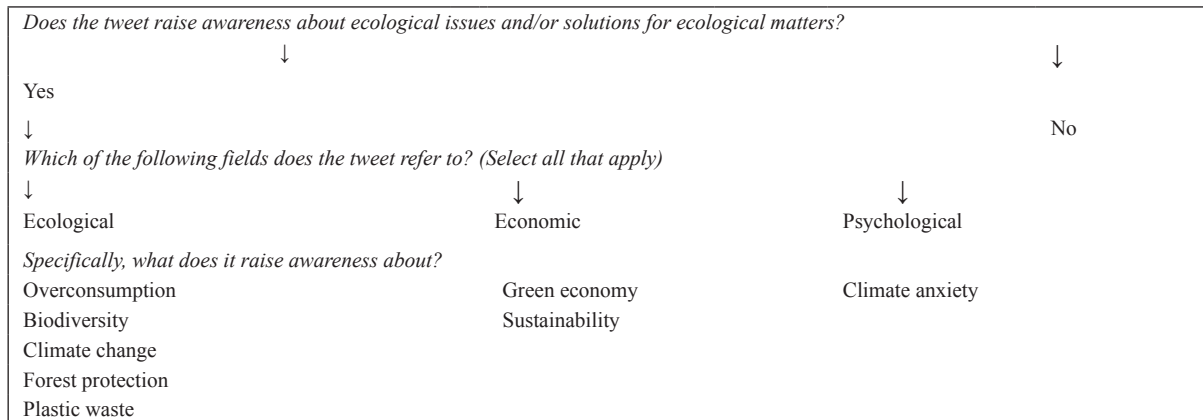 Does the tweet raise awareness about ecological issues and/or solutions for ecological matters?
↓ ↓
Yes
↓ No
Which of the following fields does the tweet refer to? (Select all that apply)
↓ ↓ ↓
Ecological Economic Psychological
Specifically, what does it raise awareness about?
Overconsumption Green economy Climate anxiety
Biodiversity Sustainability
Climate change
Forest protection
Plastic waste